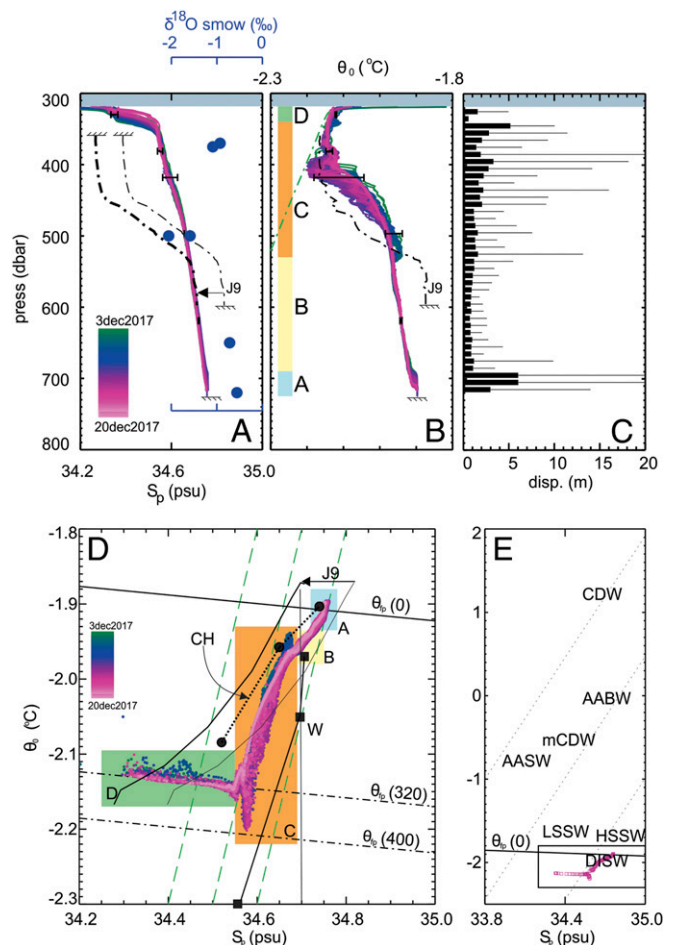 δ18O smow (‰)
-2 -1 0
θ0 (°C)
-2.3 -1.8
300
400
500
600
700
800
press (dbar)
J9
3dec2017
20dec2017
A
34.2 34.6 35.0
Sp (psu)
D
C
B
A
J9
B
C
0 5 10 15 20
disp. (m)
D
-1.8
-1.9
-2.0
-2.1
-2.2
-2.3
θ0 (°C)
3dec2017
20dec2017
J9
θfp(0)
CH
A
B
W
D
C
θfp(320)
θfp(400)
34.2 34.4 34.6 34.8 35.0
Sp (psu)
E
2
1
0
-1
-2
CDW
AABW
mCDW
AASW
LSSW
HSSW
θfp(0)
DISW
33.8 34.4 35.0
Sp (psu)